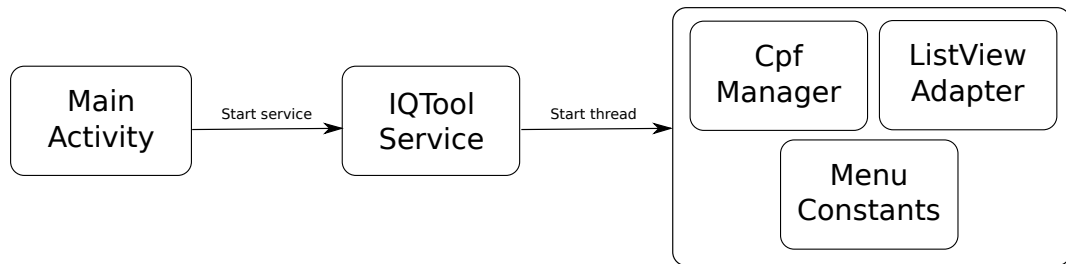 Main
Activity
Start service
IQTool
Service
Start thread
Cpf
Manager
ListView
Adapter
Menu
Constants